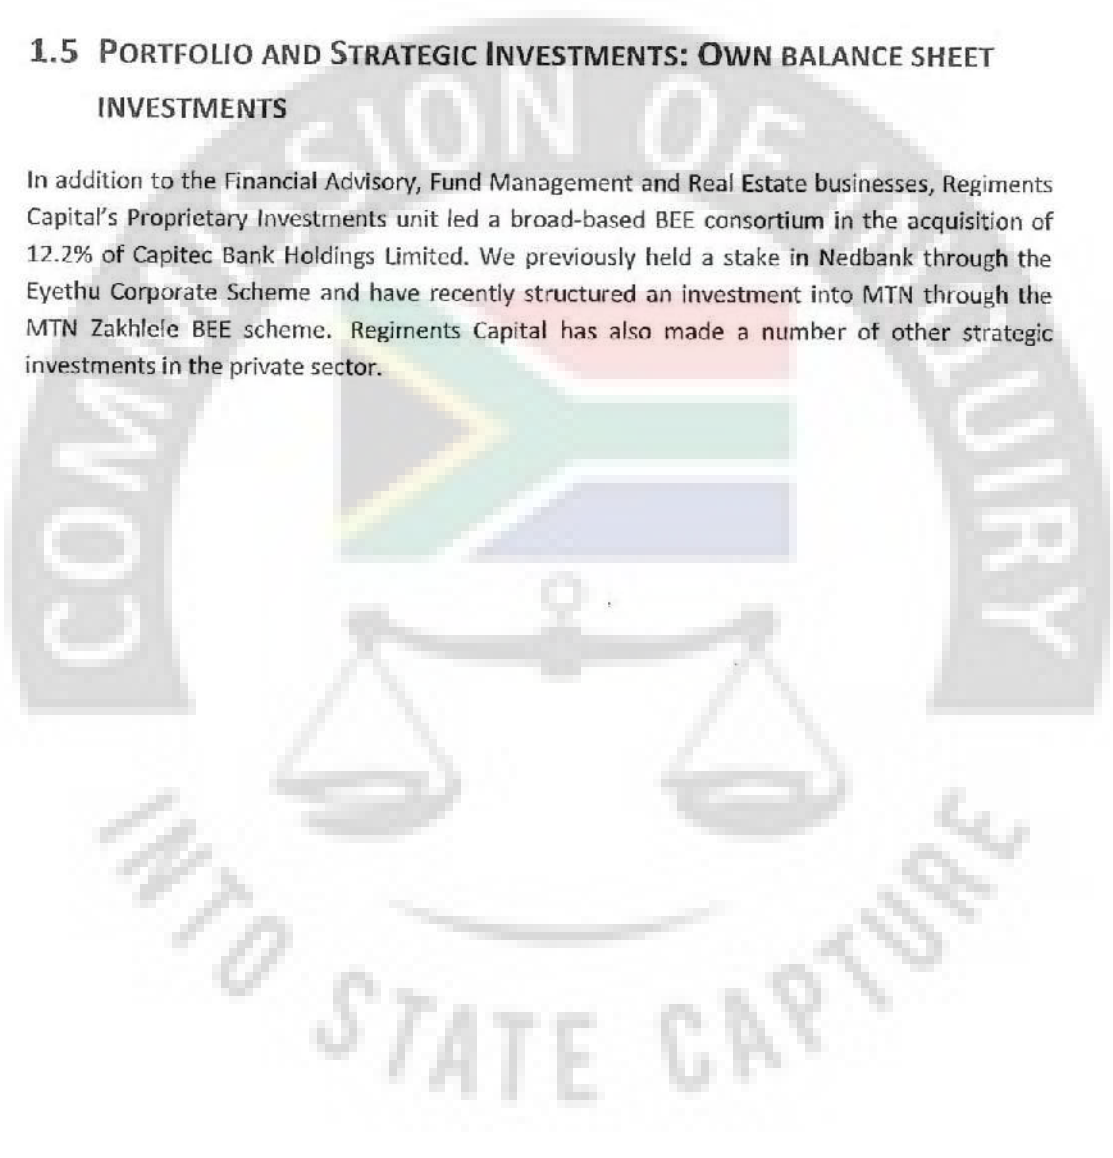 1.5 PORTFOLIO AND STRATEGIC INVESTMENTS: OWN BALANCE SHEET
INVESTMENTS
In addition to the Financial Advisory, Fund Management and Real Estate businesses, Regiments
Capital's Proprietary Investments unit led a broad-based BEE consortium in the acquisition of
12.2% of Capitec Bank Holdings Limited. We previously held a stake in Nedbank through the
Eyethu Corporate Scheme and have recently structured an investment into MTN through the
MTN Zakhlele BEE scheme. Regiments Capital has also made a number of other strategic
investments in the private sector.
COMMISSION OF INQUIRY
INTO STATE CAPTURE